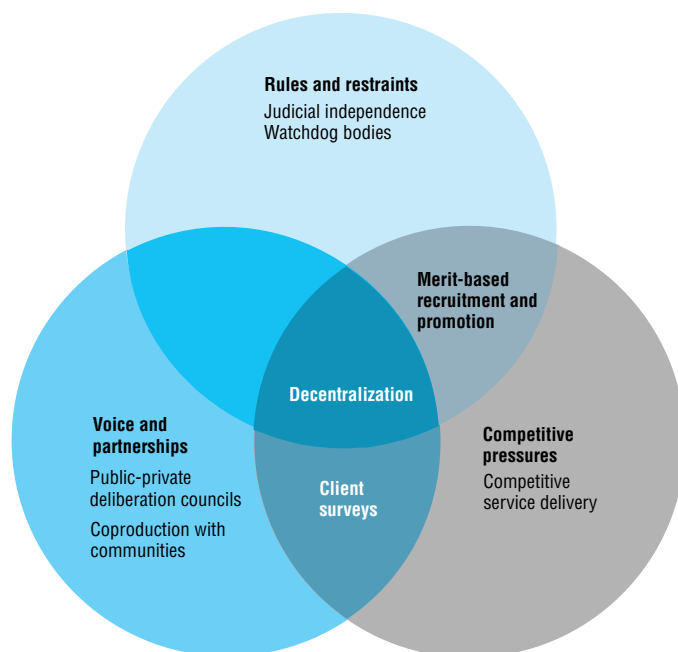 Rules and restraints
Judicial independence
Watchdog bodies
Merit-based
recruitment and
promotion
Decentralization
Voice and
partnerships
Public-private
deliberation councils
Coproduction with
communities
Client
surveys
Competitive
pressures
Competitive
service delivery